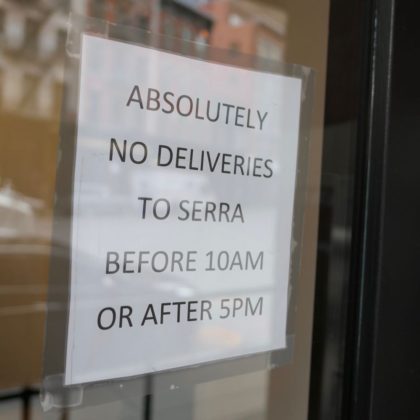 ABSOLUTELY
NO DELIVERIES
TO SERRA
BEFORE 10AM
OR AFTER 5PM